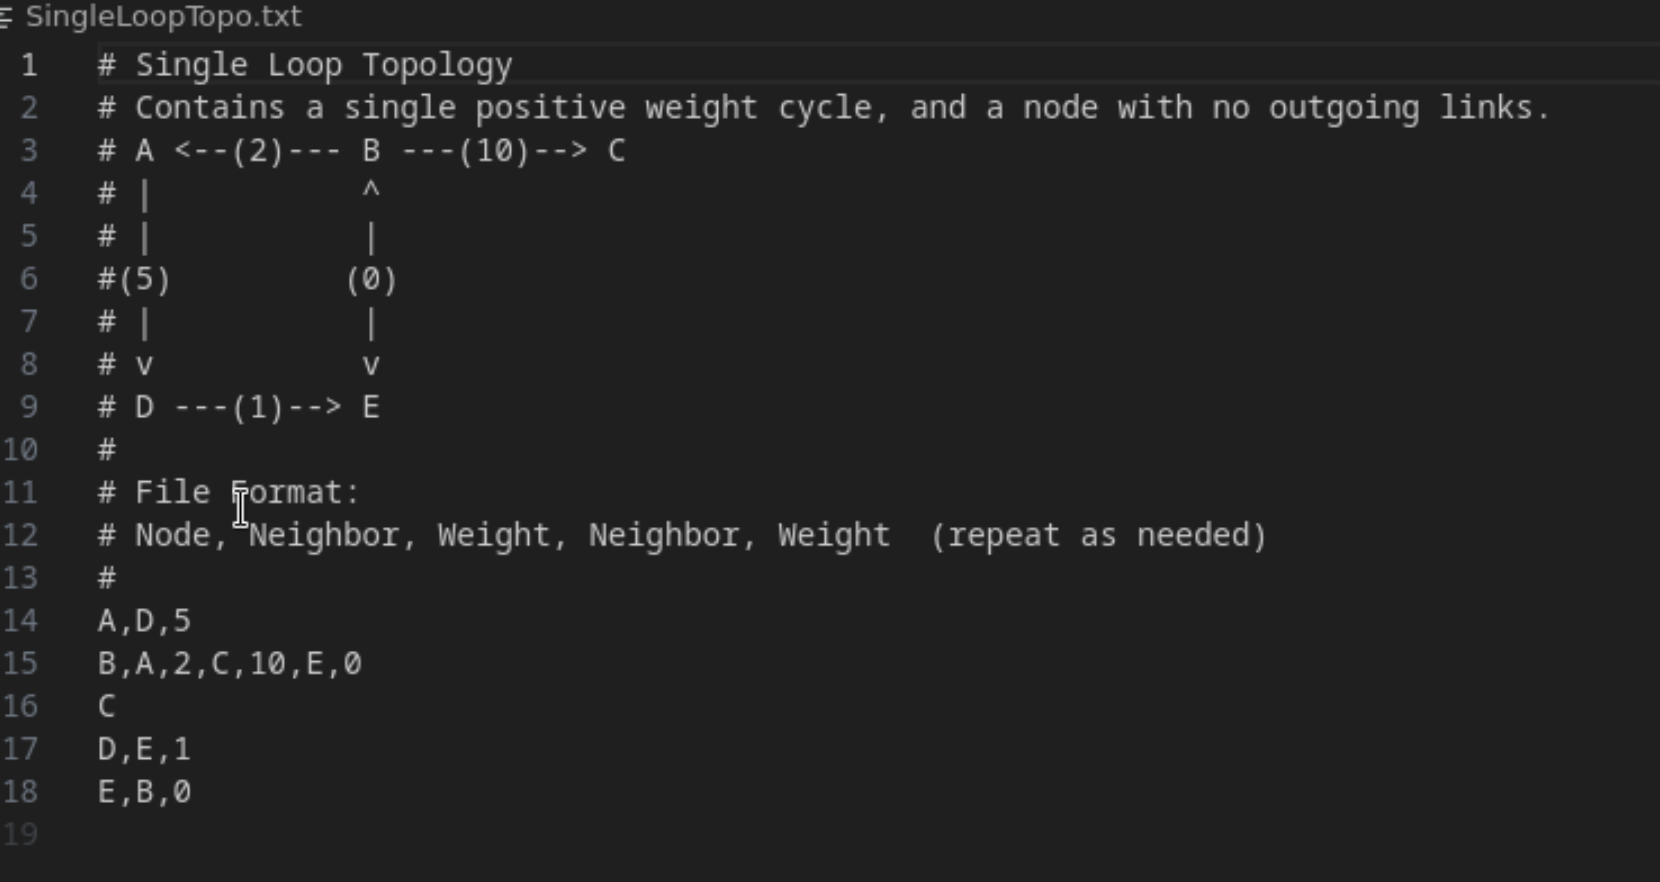 SingleLoopTopo.txt
1 # Single Loop Topology
2 # Contains a single positive weight cycle, and a node with no outgoing links.
3 # A <--(2)--- B ---(10)--> C
4 # |           ^
5 # |           |
6 #(5)         (0)
7 # |           |
8 # v           v
9 # D ---(1)--> E
10 #
11 # File Format:
12 # Node, Neighbor, Weight, Neighbor, Weight  (repeat as needed)
13 #
14 A,D,5
15 B,A,2,C,10,E,0
16 C
17 D,E,1
18 E,B,0
19